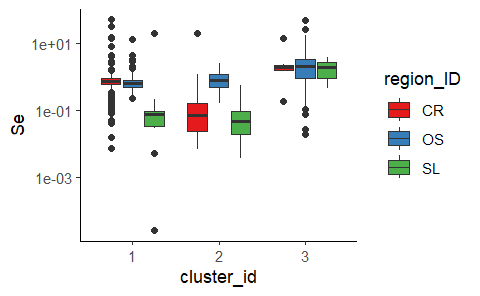 Se
1e+01
1e-01
1e-03
1
2
3
cluster_id
region_ID
CR
OS
SL